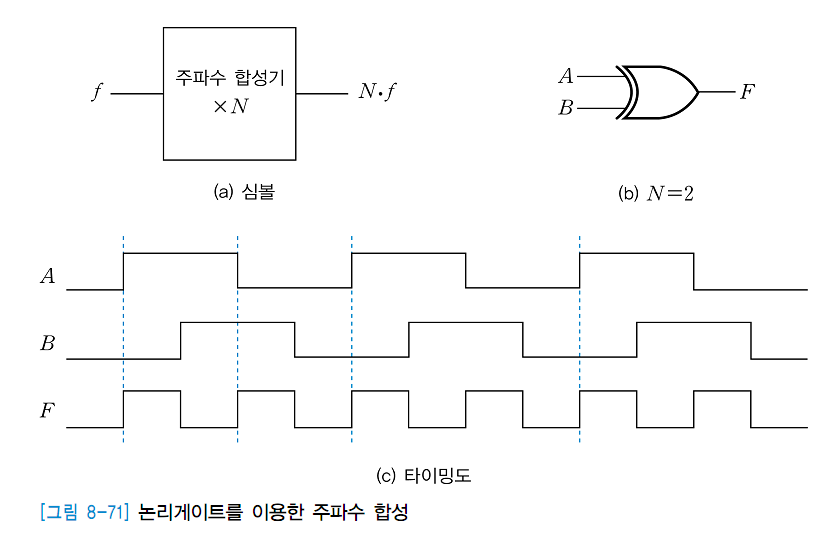 f
주파수 합성기
×N
N·f
(a) 심볼
A
B
F
(b) N=2
A
B
F
(c) 타이밍도
[그림 8-71] 논리게이트를 이용한 주파수 합성